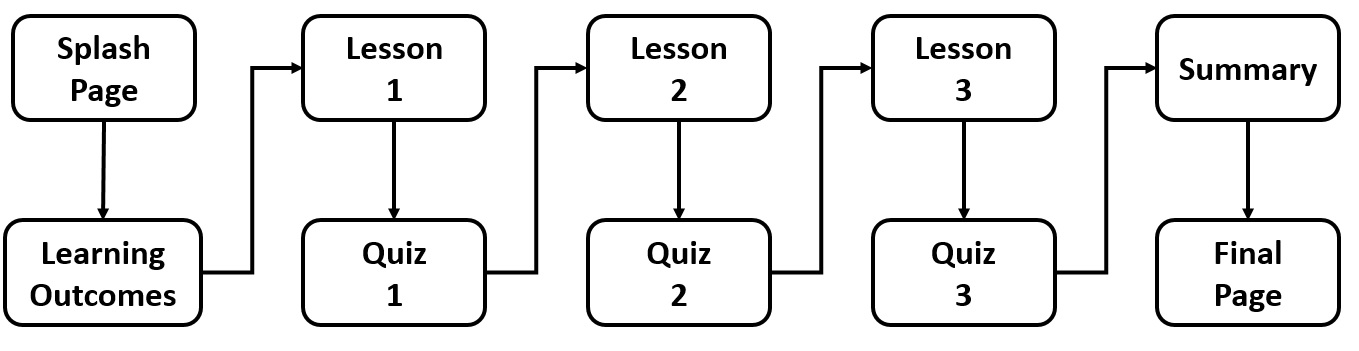 Splash
Page
Learning
Outcomes
Lesson
1
Quiz
1
Lesson
2
Quiz
2
Lesson
3
Quiz
3
Summary
Final
Page